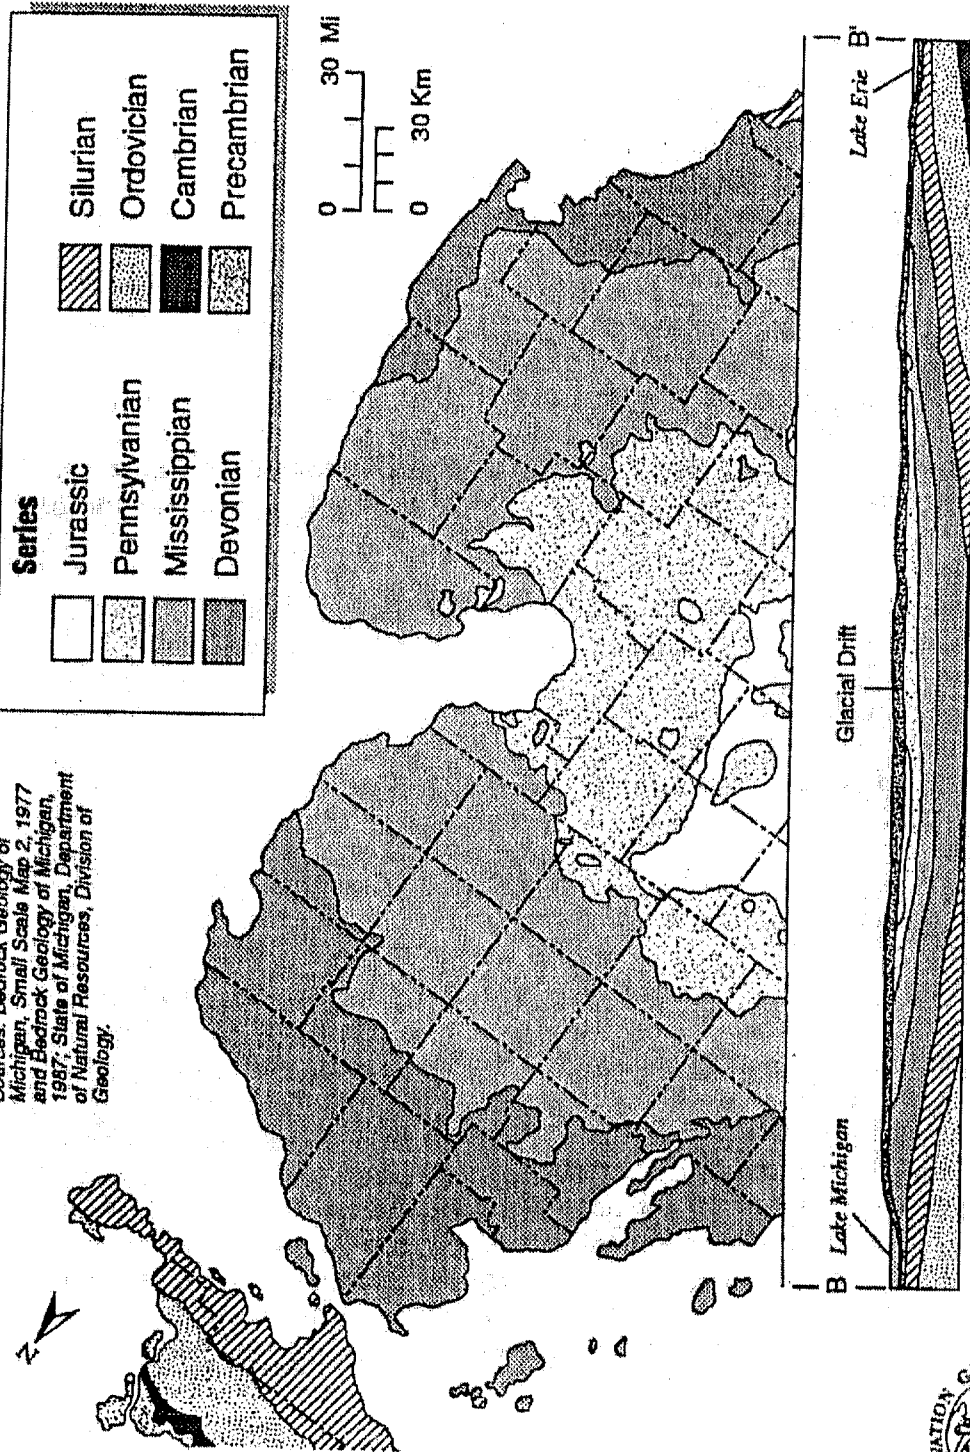 Series
Jurassic
Pennsylvanian
Mississippian
Devonian
Silurian
Ordovician
Cambrian
Precambrian
0 30 Mi
0 30 Km
Michigan, Small Scale Map 2, 1977
and Bedrock Geology of Michigan,
1987; State of Michigan, Department
of Natural Resources, Division of
Geology.
N
B
Lake Michigan
Glacial Drift
Lake Erie
B'